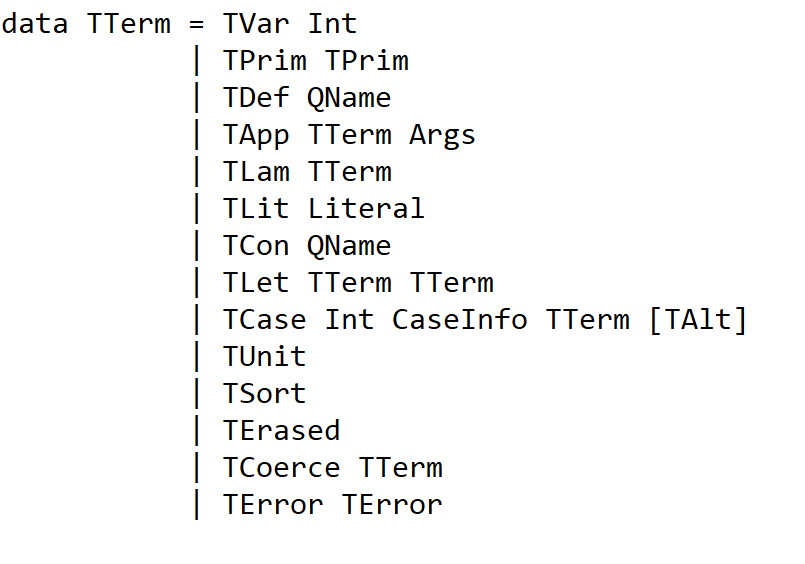 data TTerm = TVar Int
           | TPrim TPrim
           | TDef QName
           | TApp TTerm Args
           | TLam TTerm
           | TLit Literal
           | TCon QName
           | TLet TTerm TTerm
           | TCase Int CaseInfo TTerm [TAlt]
           | TUnit
           | TSort
           | TErased
           | TCoerce TTerm
           | TError TError